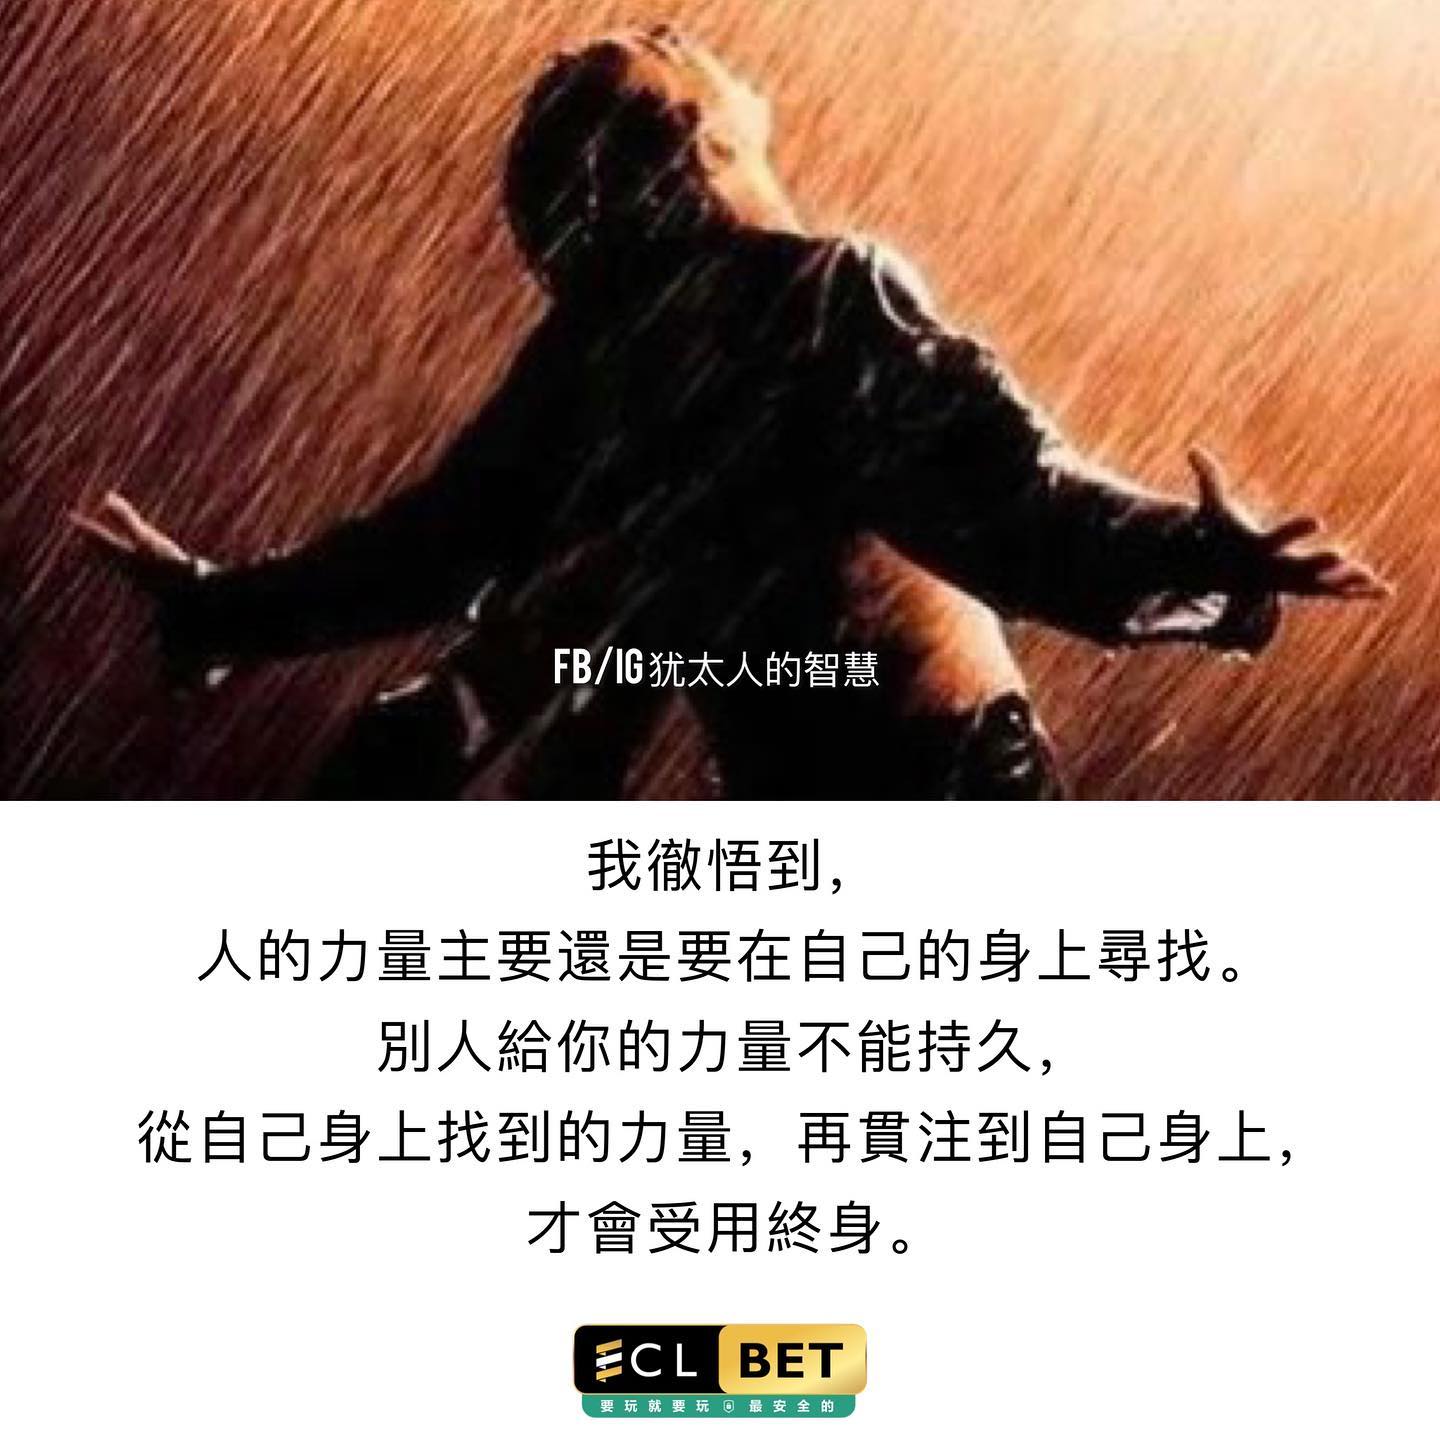 FB/IG犹太人的智慧
我徹悟到，
人的力量主要還是要在自己的身上尋找。
別人給你的力量不能持久，
從自己身上找到的力量，再貫注到自己身上，
才會受用終身。
ECL BET
要玩就要玩 最安全的